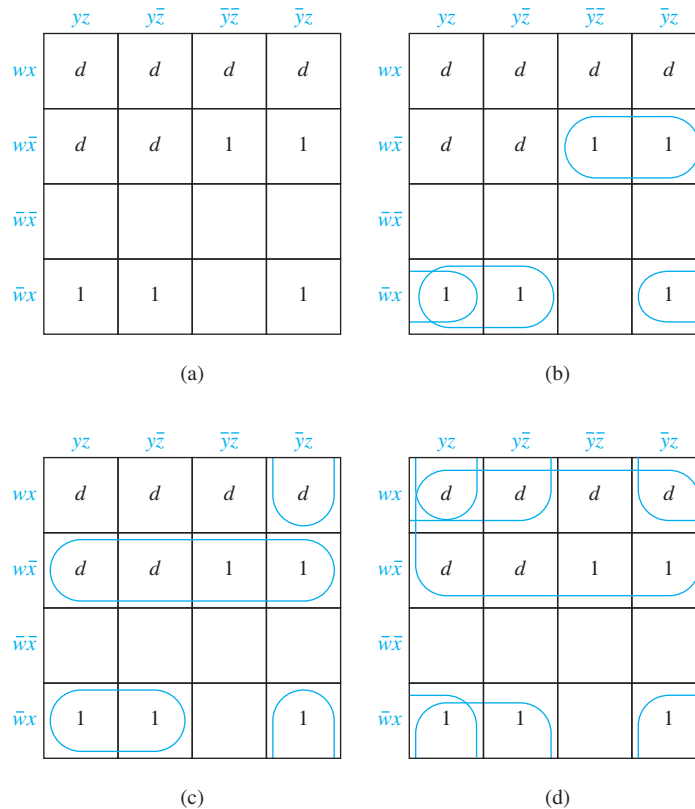 yz yz̄ ȳz̄ ȳz yz yz̄ ȳz̄ ȳz
wx d d d d wx d d d d
wx̄ d d 1 1 wx̄ d d 1 1
w̄x̄ w̄x̄
w̄x 1 1 1 w̄x 1 1 1
(a) (b)
yz yz̄ ȳz̄ ȳz yz yz̄ ȳz̄ ȳz
wx d d d d wx d d d d
wx̄ d d 1 1 wx̄ d d 1 1
w̄x̄ w̄x̄
w̄x 1 1 1 w̄x 1 1 1
(c) (d)